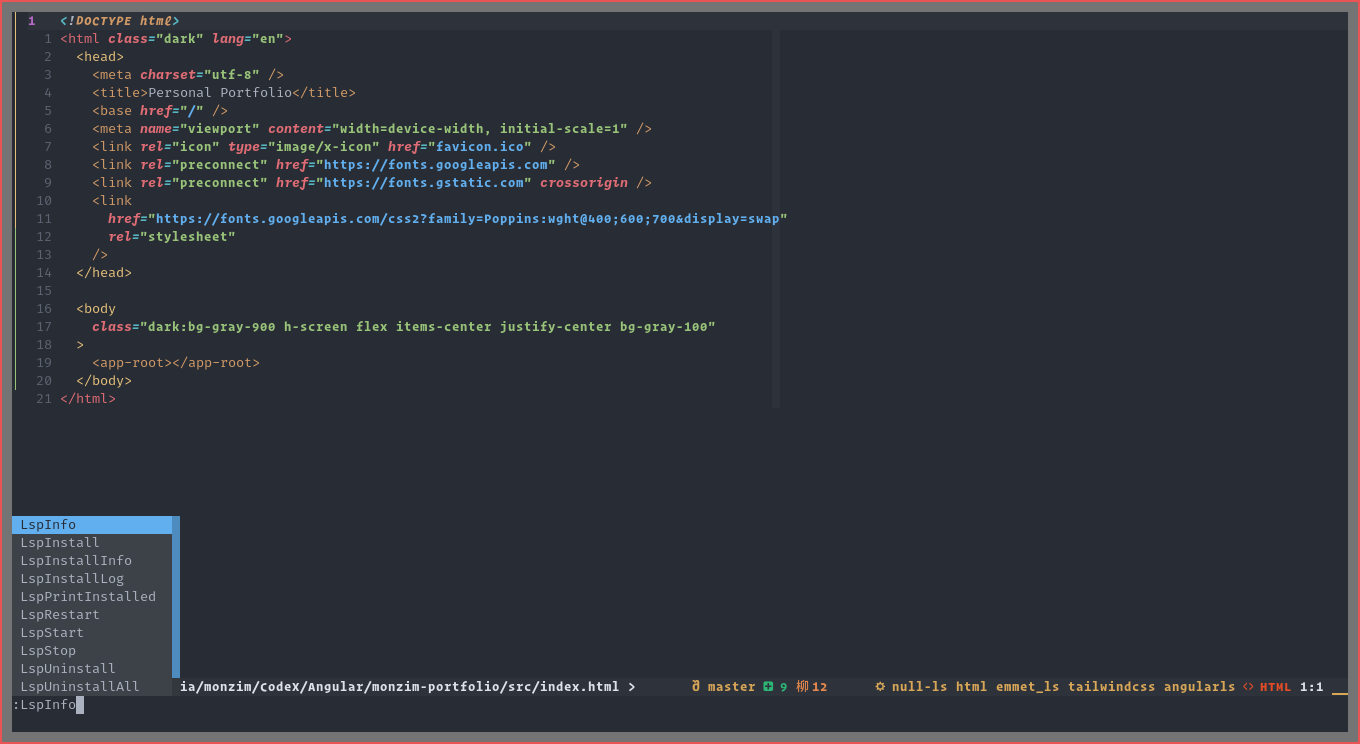 1 <!DOCTYPE html>
1 <html class="dark" lang="en">
2 <head>
3 <meta charset="utf-8" />
4 <title>Personal Portfolio</title>
5 <base href="/" />
6 <meta name="viewport" content="width=device-width, initial-scale=1" />
7 <link rel="icon" type="image/x-icon" href="favicon.ico" />
8 <link rel="preconnect" href="https://fonts.googleapis.com" />
9 <link rel="preconnect" href="https://fonts.gstatic.com" crossorigin />
10 <link
11 href="https://fonts.googleapis.com/css2?family=Poppins:wght@400;600;700&display=swap"
12 rel="stylesheet"
13 />
14 </head>
15
16 <body
17 class="dark:bg-gray-900 h-screen flex items-center justify-center bg-gray-100"
18 >
19 <app-root></app-root>
20 </body>
21 </html>
LspInfo
LspInstall
LspInstallInfo
LspInstallLog
LspPrintInstalled
LspRestart
LspStart
LspStop
LspUninstall
LspUninstallAll ia/monzim/CodeX/Angular/monzim-portfolio/src/index.html > master 9 柳 12 null-ls html emmet_ls tailwindcss angularls <> HTML 1:1
:LspInfo